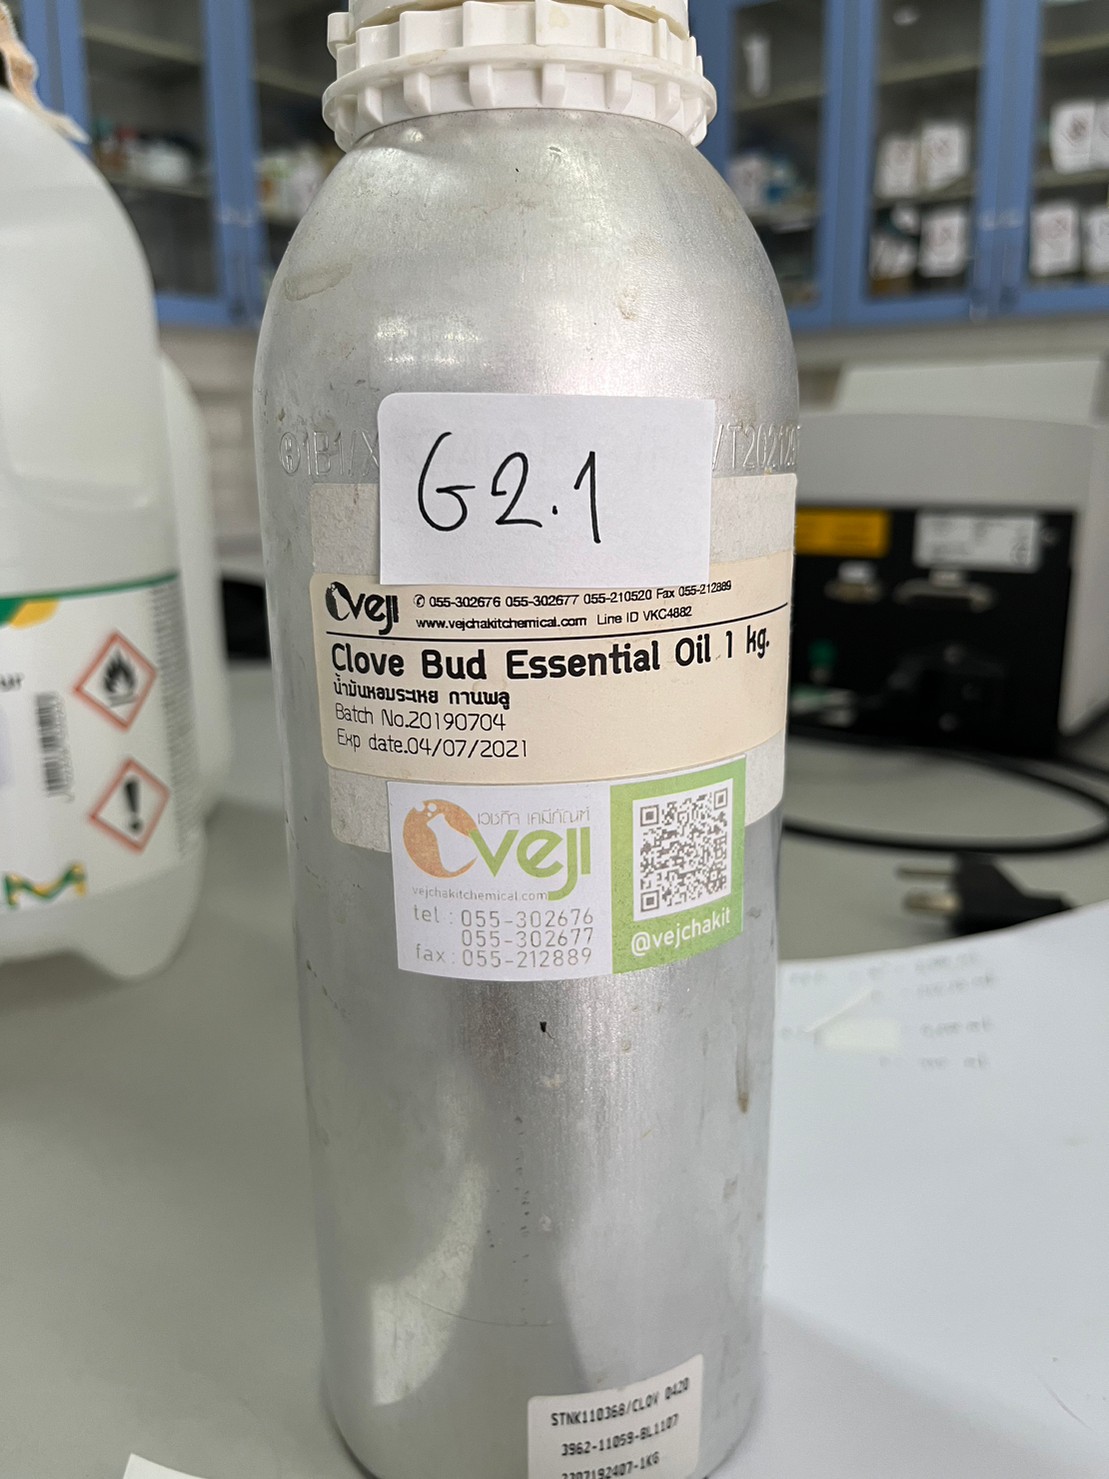 G2.1
veji
✆ 055-302676 055-302677 055-210520 Fax 055-212889
www.vejchakitchemical.com Line ID VKC4882
Clove Bud Essential Oil 1 kg.
น้ำมันหอมระเหย กานพลู
Batch No.20190704
Exp date.04/07/2021
เวชกิจ เคมีภัณฑ์
veji
vejchakitchemical.com
tel : 055-302676
055-302677
fax : 055-212889
@vejchakit
STNK110368/CLOV 0420
3962-11059-BL1107